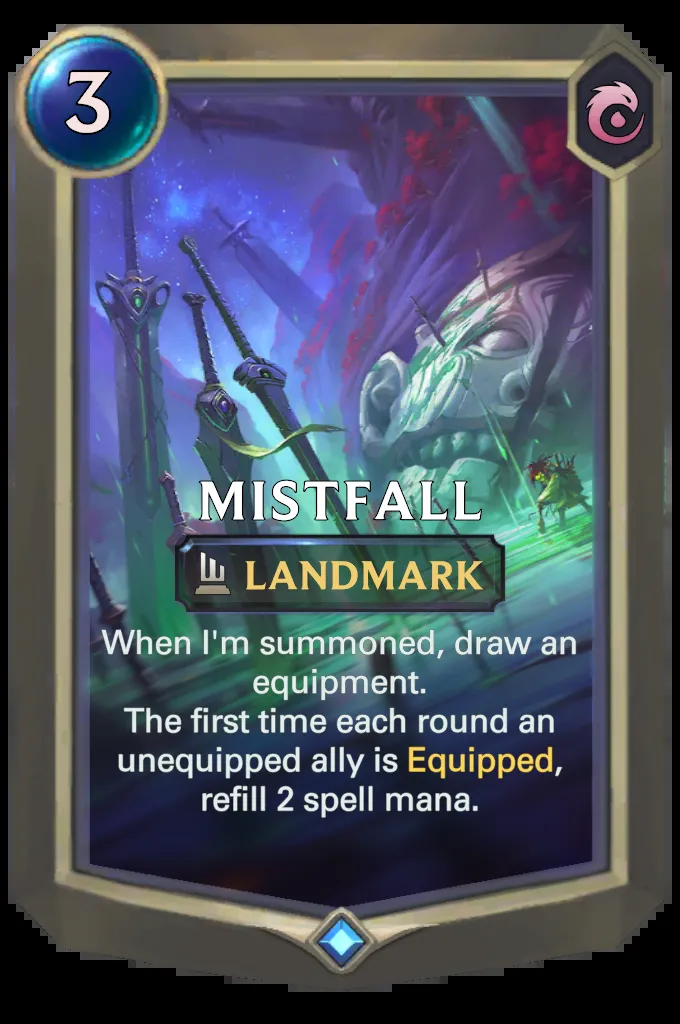 3
MISTFALL
LANDMARK
When I'm summoned, draw an
equipment.
The first time each round an
unequipped ally is Equipped,
refill 2 spell mana.